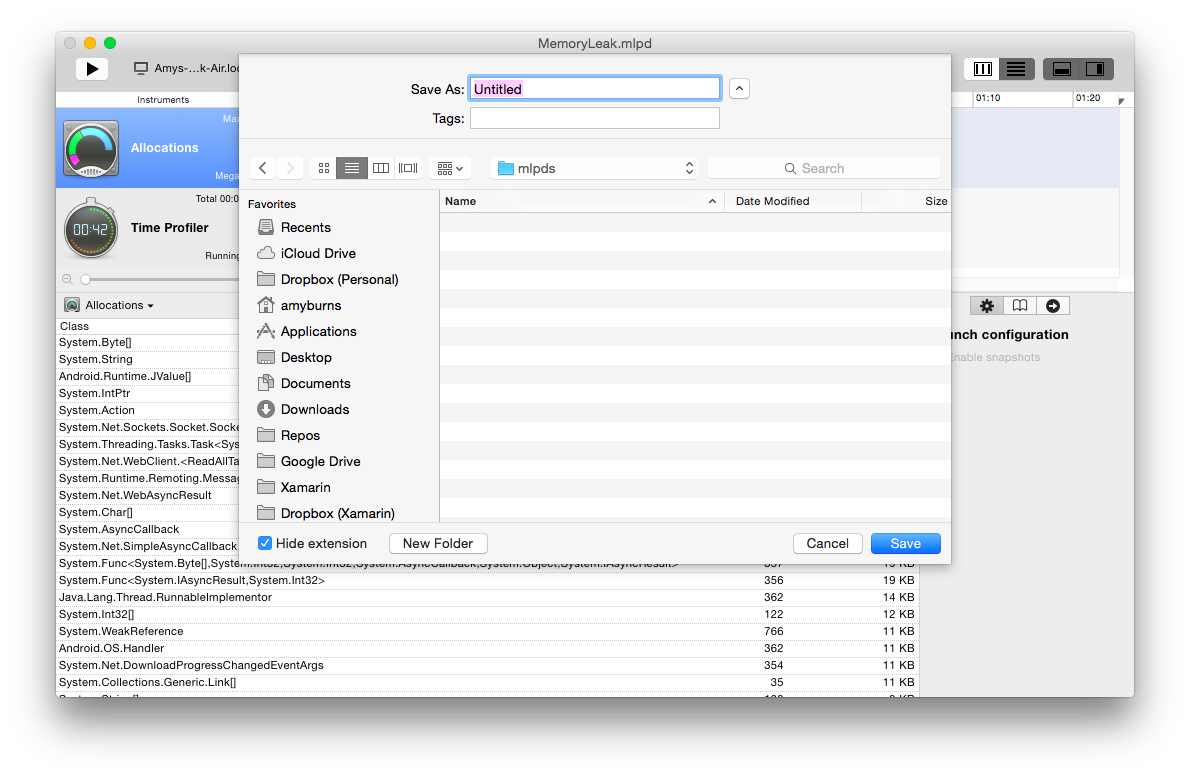 MemoryLeak.mlpd
Amys-...k-Air.loc
Save As: Untitled
Tags:
Instruments
01:10
01:20
Max
Allocations
Mega
Total 00:0
00:42
Time Profiler
Running
mlpds
Search
Favorites
Name
Date Modified
Size
Recents
iCloud Drive
Dropbox (Personal)
amyburns
Applications
Desktop
Documents
Downloads
Repos
Google Drive
Xamarin
Dropbox (Xamarin)
Hide extension
New Folder
Cancel
Save
Allocations
Class
System.Byte[]
System.String
Android.Runtime.JValue[]
System.IntPtr
System.Action
System.Net.Sockets.Socket.Socke
System.Threading.Tasks.Task<Sys
System.Net.WebClient.<ReadAllTa
System.Runtime.Remoting.Messag
System.Net.WebAsyncResult
System.Char[]
System.AsyncCallback
System.Net.SimpleAsyncCallback
System.Func<System.Byte[],System.Int32,System.Int32,System.AsyncCallback,System.Object,System.IAsyncResult> 357 19 KB
System.Func<System.IAsyncResult,System.Int32> 356 19 KB
Java.Lang.Thread.RunnableImplementor 362 14 KB
System.Int32[] 122 12 KB
System.WeakReference 766 11 KB
Android.OS.Handler 362 11 KB
System.Net.DownloadProgressChangedEventArgs 354 11 KB
System.Collections.Generic.Link[] 35 11 KB
unch configuration
Enable snapshots